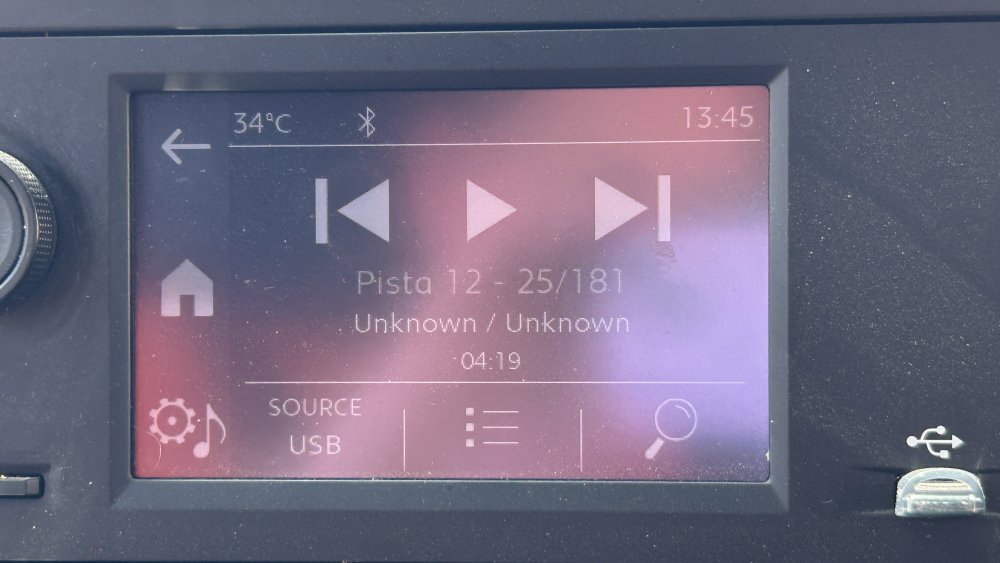 34°C 13:45
Pista 12 - 25/181
Unknown / Unknown
04:19
SOURCE
USB